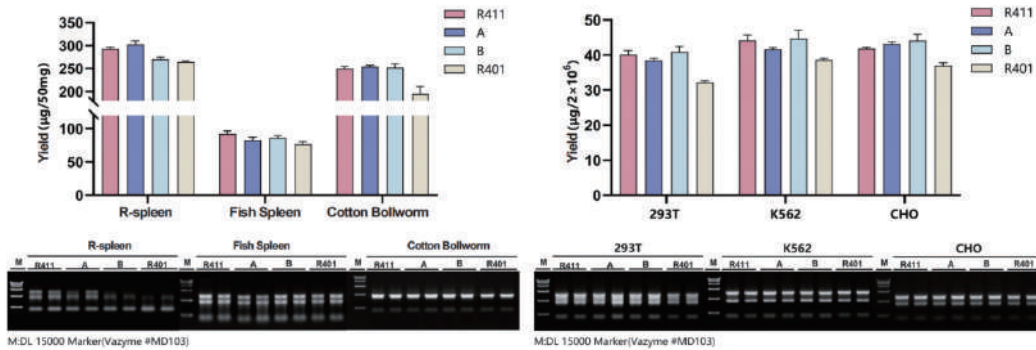 350
300
250
200
100
50
0
Yield (μg/50mg)
R-spleen
Fish Spleen
Cotton Bollworm
R411
A
B
R401
60
40
20
0
Yield (μg/2×10⁶)
293T
K562
CHO
R411
A
B
R401
R-spleen
Fish Spleen
Cotton Bollworm
M R411 A B R401 M R411 A B R401 M R411 A B R401
M:DL 15000 Marker(Vazyme #MD103)
293T
K562
CHO
M R411 A B R401 M R411 A B R401 M R411 A B R401
M:DL 15000 Marker(Vazyme #MD103)